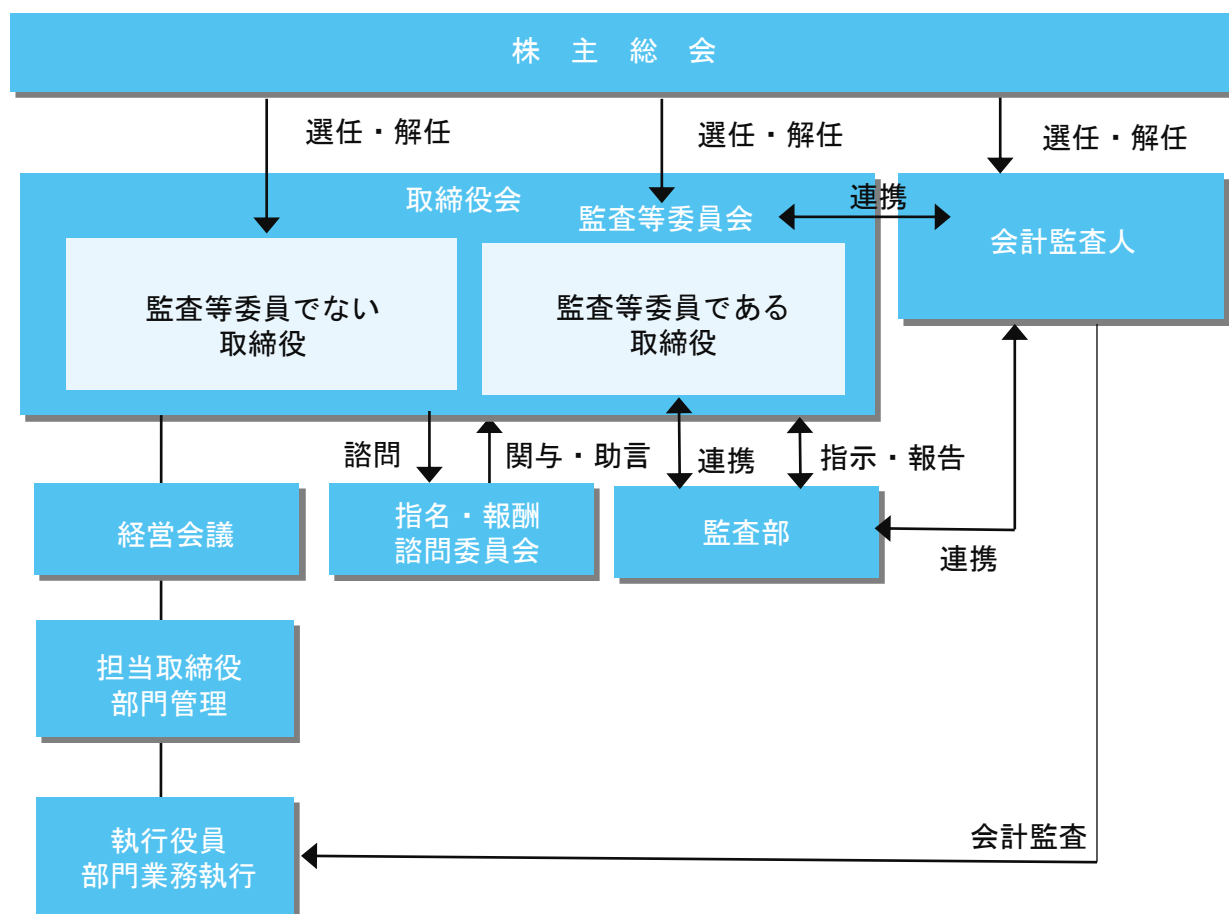 株 主 総 会
選任・解任
選任・解任
選任・解任
取締役会
監査等委員会
連携
会計監査人
監査等委員でない
取締役
監査等委員である
取締役
諮問
関与・助言
連携
指示・報告
経営会議
指名・報酬
諮問委員会
監査部
連携
担当取締役
部門管理
執行役員
部門業務執行
会計監査